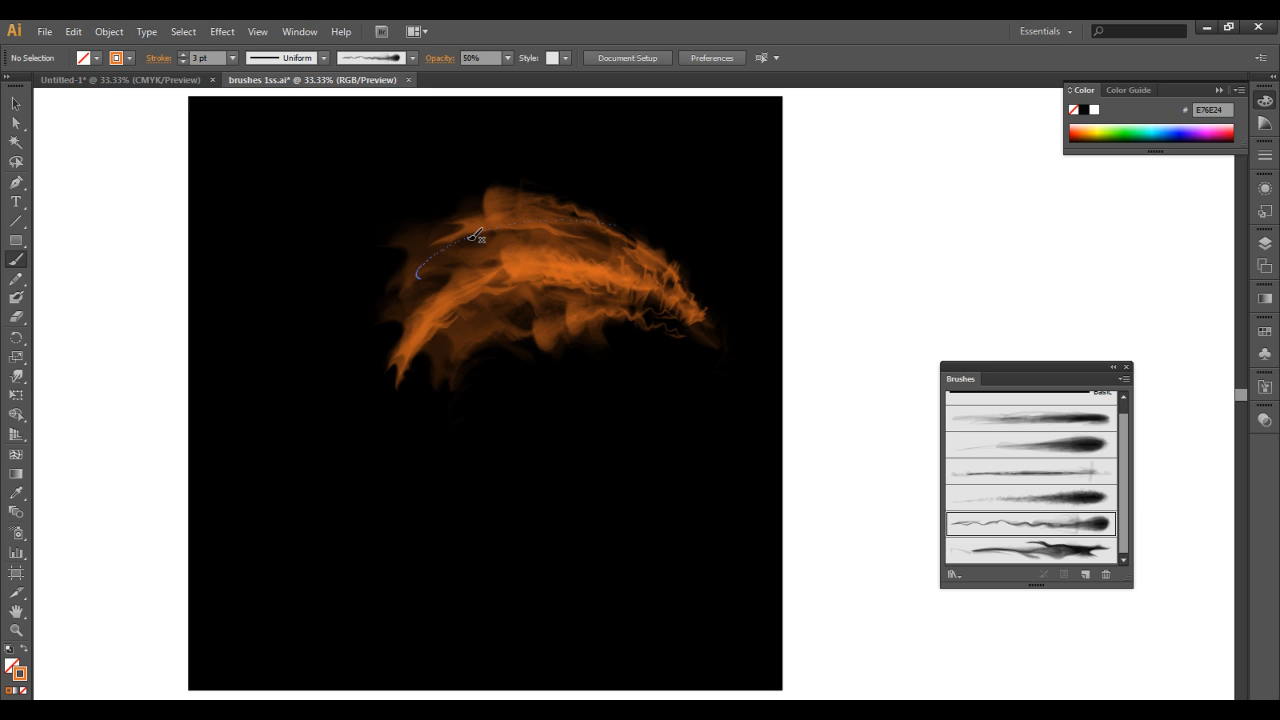 Ai File Edit Object Type Select Effect View Window Help Br Essentials
No Selection Stroke: 3 pt Uniform Opacity: 50% Style: Document Setup Preferences
Untitled-1* @ 33.33% (CMYK/Preview) × brushes 1ss.ai* @ 33.33% (RGB/Preview) ×
Color Color Guide
# E76E24
Brushes
Basic